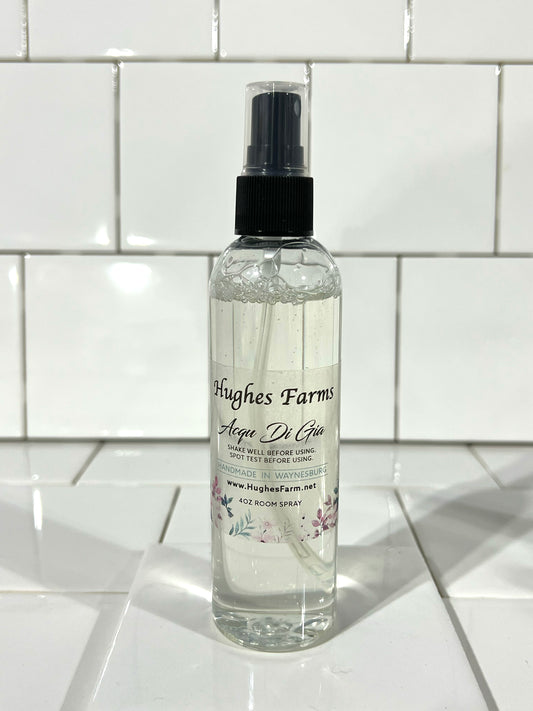 Hughes Farms
Acqu Di Gia
SHAKE WELL BEFORE USING.
SPOT TEST BEFORE USING.
HANDMADE IN WAYNESBURG
www.HughesFarm.net
4OZ ROOM SPRAY